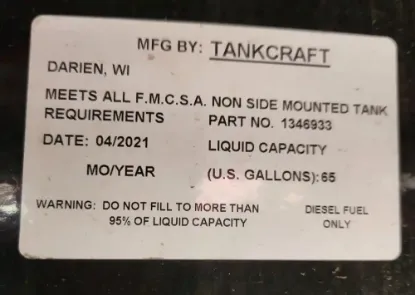 MFG BY: TANKCRAFT
DARIEN, WI
MEETS ALL F.M.C.S.A. NON SIDE MOUNTED TANK
REQUIREMENTS PART NO. 1346933
DATE: 04/2021 LIQUID CAPACITY
MO/YEAR (U.S. GALLONS): 65
WARNING: DO NOT FILL TO MORE THAN DIESEL FUEL
95% OF LIQUID CAPACITY ONLY